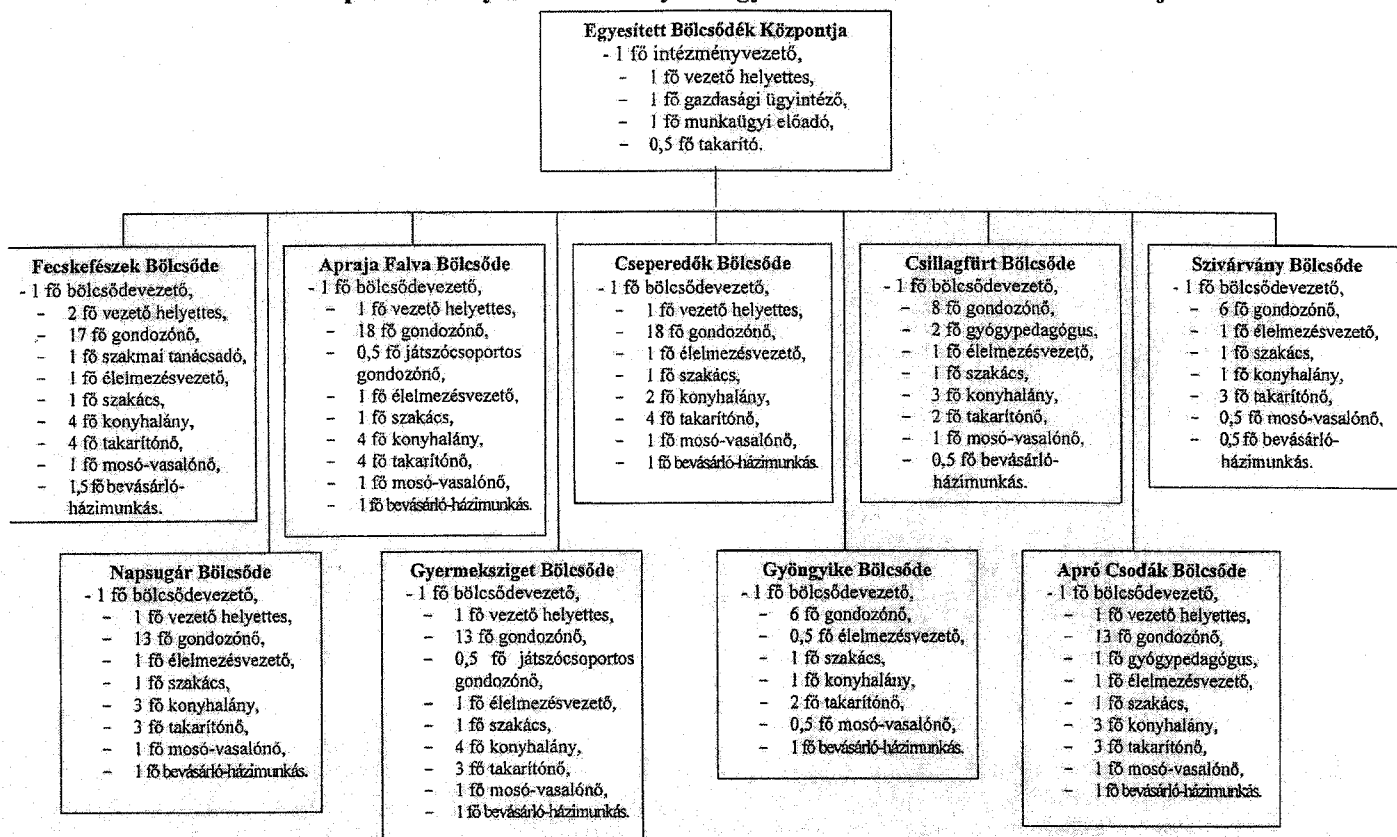 Egyesített Bölcsődék Központja
- 1 fő intézményvezető,
- 1 fő vezető helyettes,
- 1 fő gazdasági ügyintéző,
- 1 fő munkaügyi előadó,
- 0,5 fő takarító.
Fecskefészek Bölcsőde
- 1 fő bölcsődevezető,
- 2 fő vezető helyettes,
- 17 fő gondozónő,
- 1 fő szakmai tanácsadó,
- 1 fő élelmezésvezető,
- 1 fő szakács,
- 4 fő konyhalány,
- 4 fő takarítónő,
- 1 fő mosó-vasalónő,
- 1,5 fő bevásárló-
házimunkás.
Apraja Falva Bölcsőde
- 1 fő bölcsődevezető,
- 1 fő vezető helyettes,
- 18 fő gondozónő,
- 0,5 fő játszócsoportos
gondozónő,
- 1 fő élelmezésvezető,
- 1 fő szakács,
- 4 fő konyhalány,
- 4 fő takarítónő,
- 1 fő mosó-vasalónő,
- 1 fő bevásárló-házimunkás.
Cseperedők Bölcsőde
- 1 fő bölcsődevezető,
- 1 fő vezető helyettes,
- 18 fő gondozónő,
- 1 fő élelmezésvezető,
- 1 fő szakács,
- 2 fő konyhalány,
- 4 fő takarítónő,
- 1 fő mosó-vasalónő,
- 1 fő bevásárló-házimunkás.
Csillagfürt Bölcsőde
- 1 fő bölcsődevezető,
- 8 fő gondozónő,
- 2 fő gyógypedagógus,
- 1 fő élelmezésvezető,
- 1 fő szakács,
- 3 fő konyhalány,
- 2 fő takarítónő,
- 1 fő mosó-vasalónő,
- 0,5 fő bevásárló-
házimunkás.
Szivárvány Bölcsőde
- 1 fő bölcsődevezető,
- 6 fő gondozónő,
- 1 fő élelmezésvezető,
- 1 fő szakács,
- 1 fő konyhalány,
- 3 fő takarítónő,
- 0,5 fő mosó-vasalónő,
- 0,5 fő bevásárló-
házimunkás.
Napsugár Bölcsőde
- 1 fő bölcsődevezető,
- 1 fő vezető helyettes,
- 13 fő gondozónő,
- 1 fő élelmezésvezető,
- 1 fő szakács,
- 3 fő konyhalány,
- 3 fő takarítónő,
- 1 fő mosó-vasalónő,
- 1 fő bevásárló-házimunkás.
Gyermeksziget Bölcsőde
- 1 fő bölcsődevezető,
- 1 fő vezető helyettes,
- 13 fő gondozónő,
- 0,5 fő játszócsoportos
gondozónő,
- 1 fő élelmezésvezető,
- 1 fő szakács,
- 4 fő konyhalány,
- 3 fő takarítónő,
- 1 fő mosó-vasalónő,
- 1 fő bevásárló-házimunkás.
Gyöngyike Bölcsőde
- 1 fő bölcsődevezető,
- 6 fő gondozónő,
- 0,5 fő élelmezésvezető,
- 1 fő szakács,
- 1 fő konyhalány,
- 2 fő takarítónő,
- 0,5 fő mosó-vasalónő,
- 1 fő bevásárló-házimunkás.
Apró Csodák Bölcsőde
- 1 fő bölcsődevezető,
- 1 fő vezető helyettes,
- 13 fő gondozónő,
- 1 fő gyógypedagógus,
- 1 fő élelmezésvezető,
- 1 fő szakács,
- 3 fő konyhalány,
- 3 fő takarítónő,
- 1 fő mosó-vasalónő,
- 1 fő bevásárló-házimunkás.